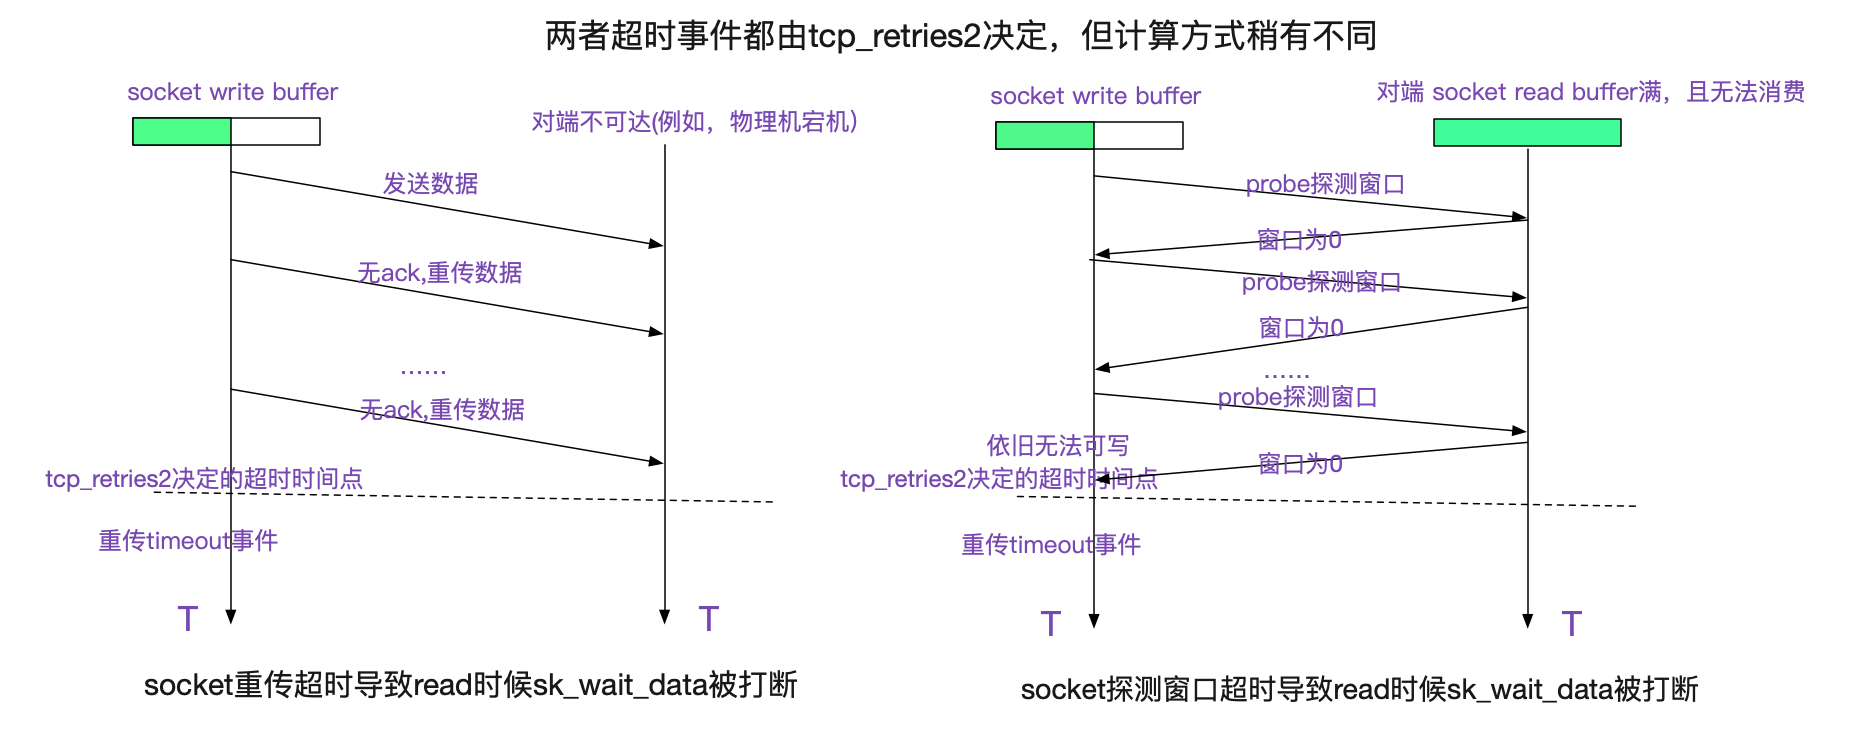 两者超时事件都由tcp_retries2决定，但计算方式稍有不同
socket write buffer
对端不可达(例如，物理机宕机）
发送数据
无ack,重传数据
......
无ack,重传数据
tcp_retries2决定的超时时间点
重传timeout事件
T
T
socket重传超时导致read时候sk_wait_data被打断
socket write buffer
对端 socket read buffer满，且无法消费
probe探测窗口
窗口为0
probe探测窗口
窗口为0
......
probe探测窗口
依旧无法可写
窗口为0
tcp_retries2决定的超时时间点
重传timeout事件
T
T
socket探测窗口超时导致read时候sk_wait_data被打断